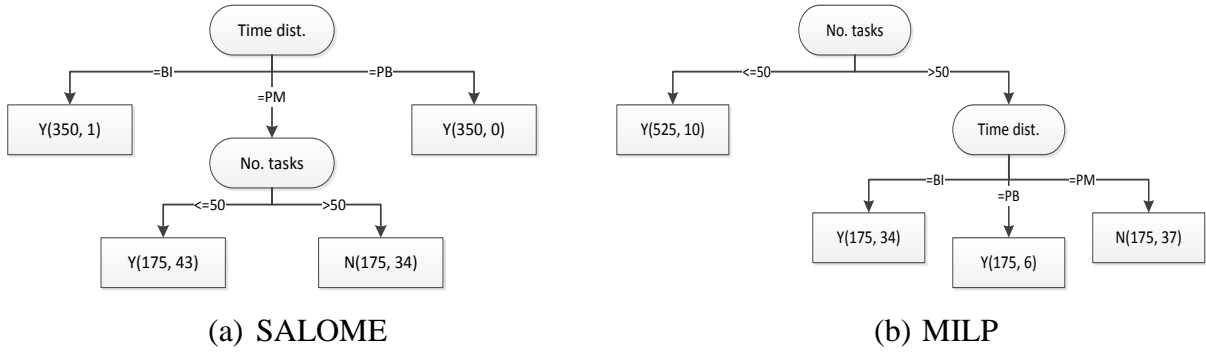 Time dist.
=BI
=PM
=PB
Y(350, 1)
Y(350, 0)
No. tasks
<=50
>50
Y(175, 43)
N(175, 34)
(a) SALOME
No. tasks
<=50
>50
Y(525, 10)
Time dist.
=BI
=PB
=PM
Y(175, 34)
Y(175, 6)
N(175, 37)
(b) MILP